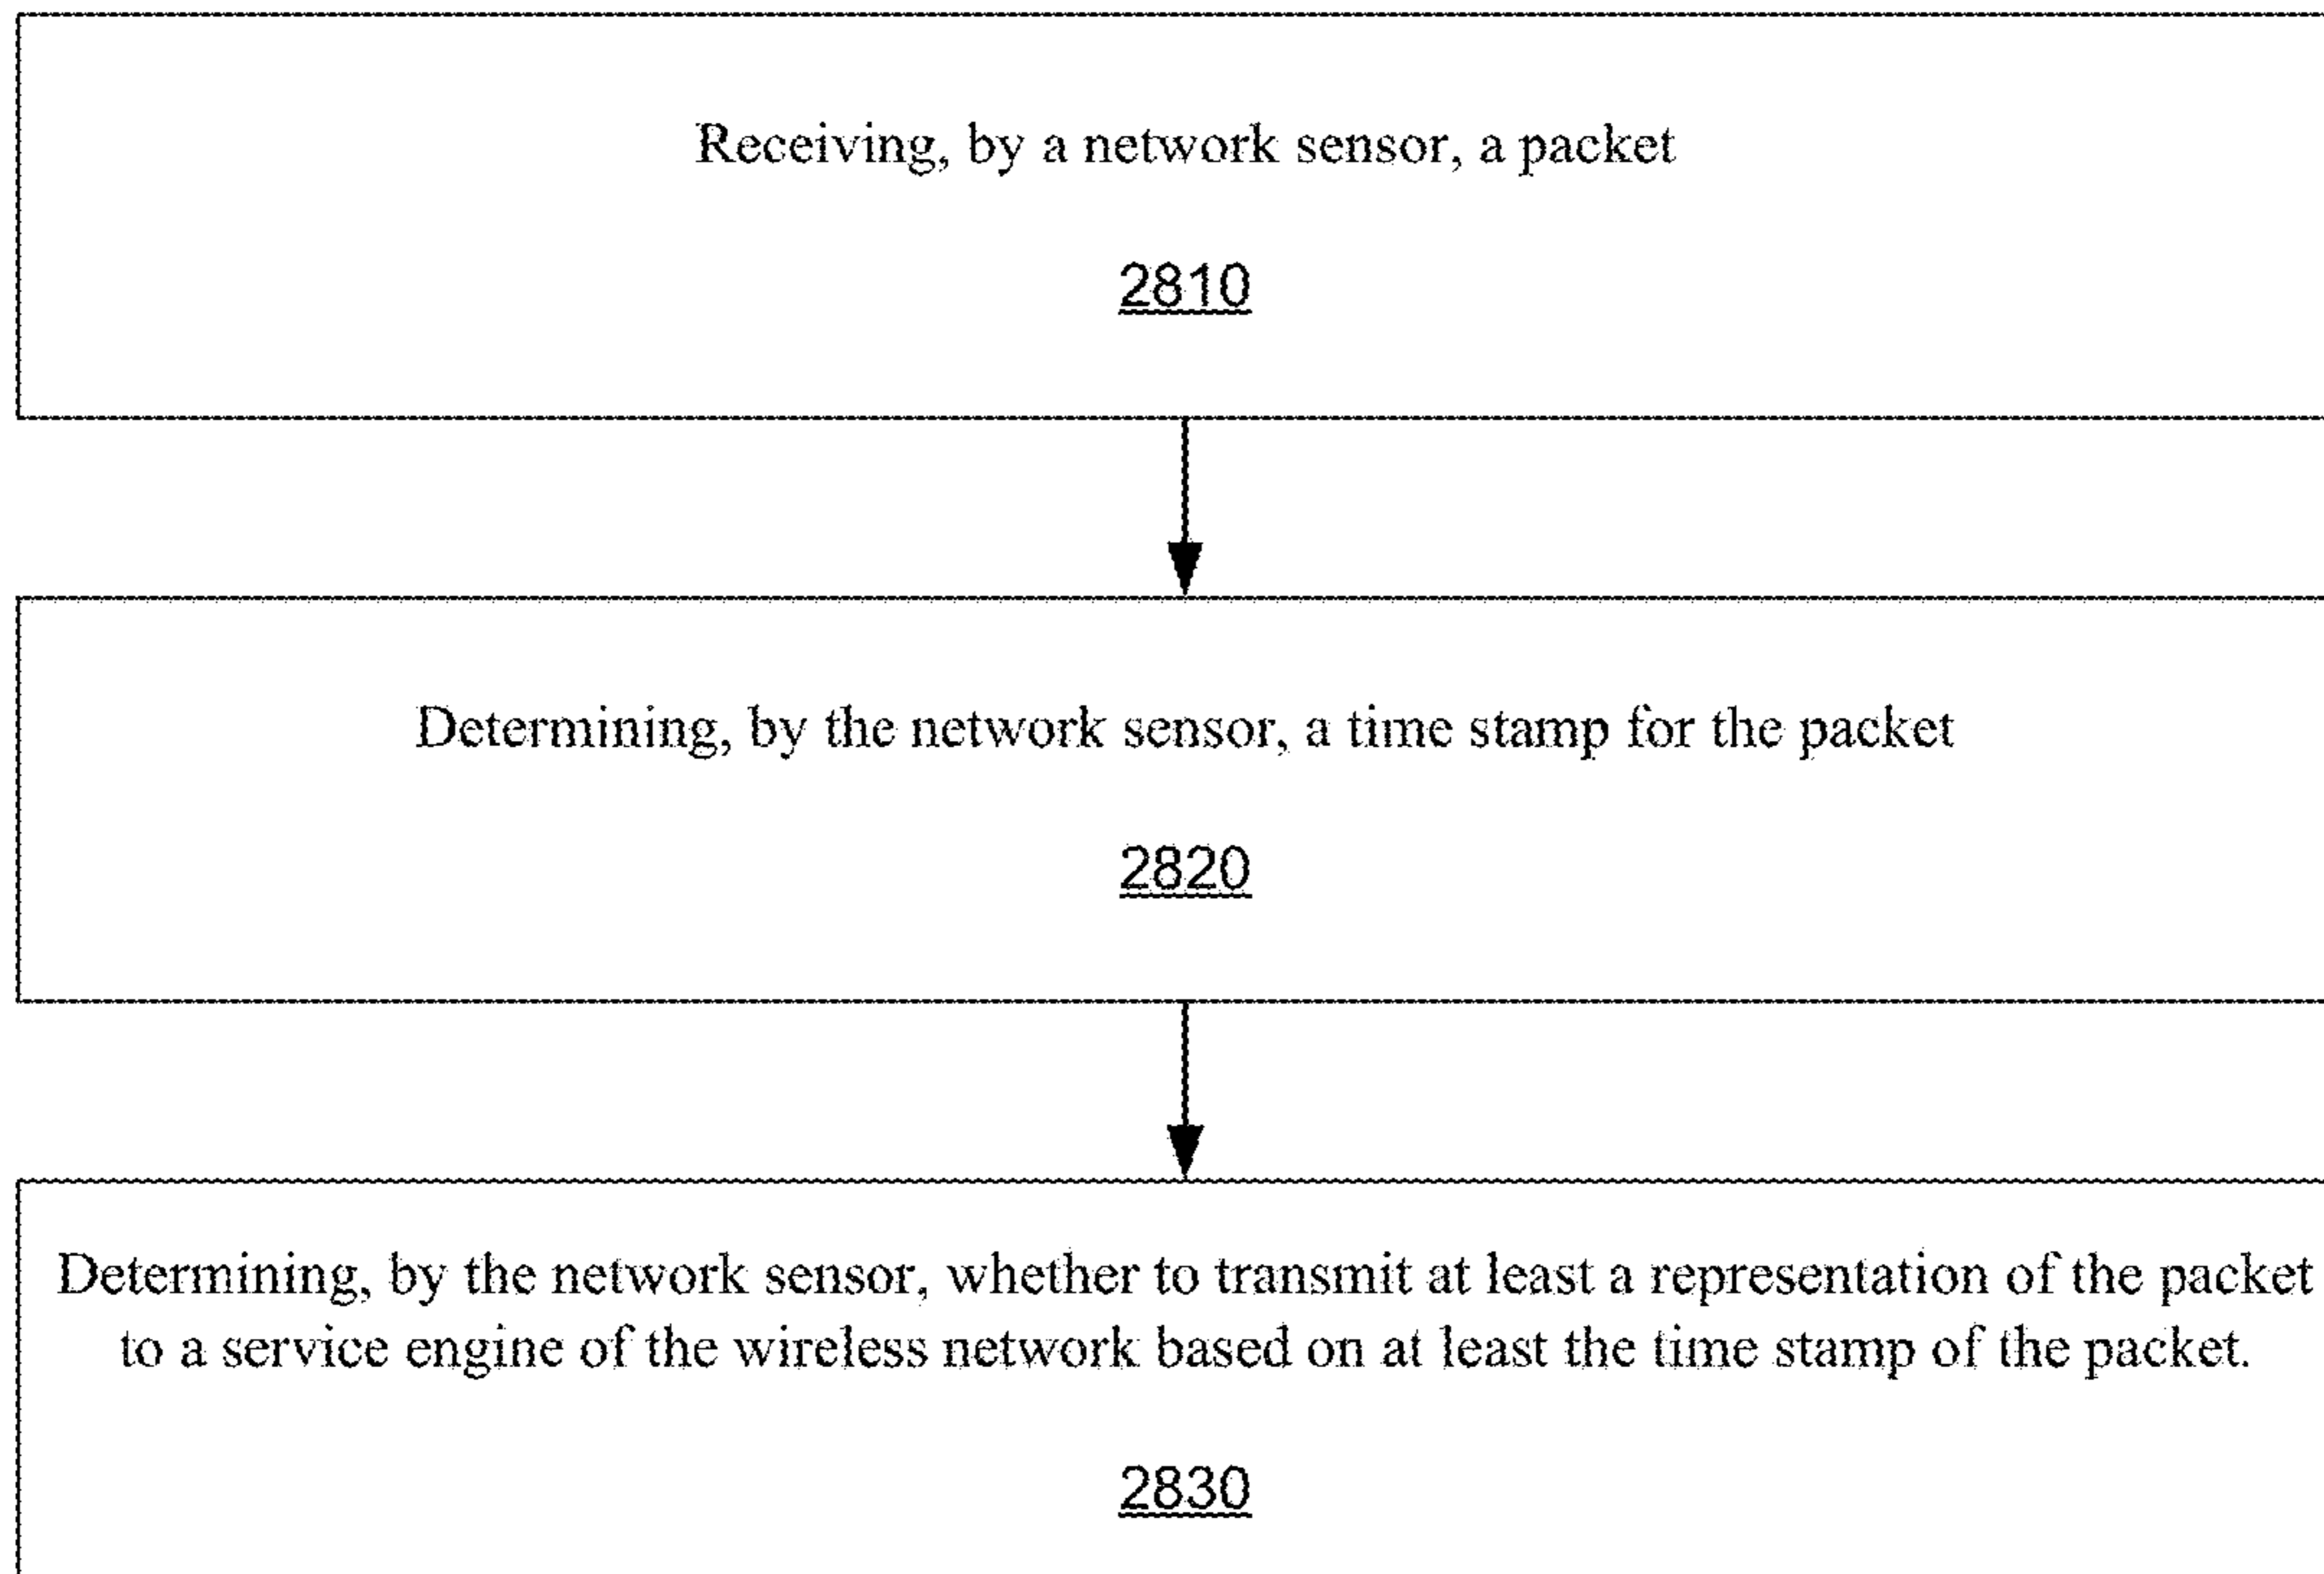 Receiving, by a network sensor, a packet
2810
Determining, by the network sensor, a time stamp for the packet
2820
Determining, by the network sensor, whether to transmit at least a representation of the packet
to a service engine of the wireless network based on at least the time stamp of the packet.
2830